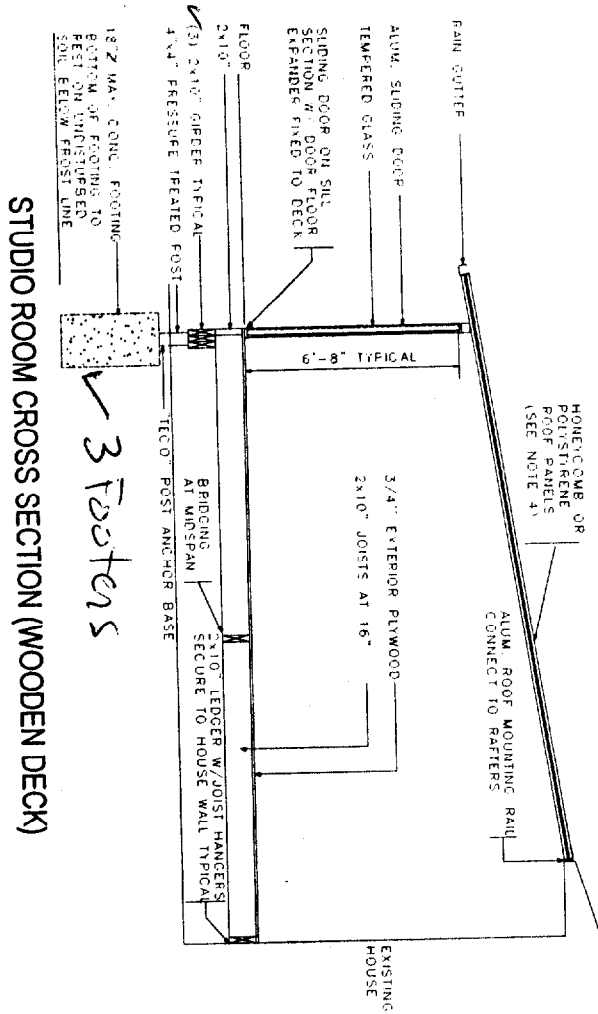 HONEYCOMB OR
POLYSTYRENE
ROOF PANELS
(SEE NOTE 4)
ALUM. ROOF MOUNTING RAIL
CONNECT TO RAFTERS
RAIN GUTTER
ALUM. SLIDING DOOR
TEMPERED GLASS
SLIDING DOOR ON SILL
SECTION W/ DOOR FLOOR
EXPANDER FIXED TO DECK
6'-8" TYPICAL
3/4" EXTERIOR PLYWOOD
2x10" JOISTS AT 16"
EXISTING
HOUSE
FLOOR
2x10"
✓(3) 2x10" GIRDER TYPICAL
4"x4" PRESSURE TREATED POST
BRIDGING
AT MIDSPAN
2x10" LEDGER W/JOIST HANGERS
SECURE TO HOUSE WALL TYPICAL
"TECO" POST ANCHOR BASE
MAX. CONC. FOOTING
BOTTOM OF FOOTING TO
REST ON UNDISTURBED
SOIL BELOW FROST LINE
✓ 3 Footers
STUDIO ROOM CROSS SECTION (WOODEN DECK)